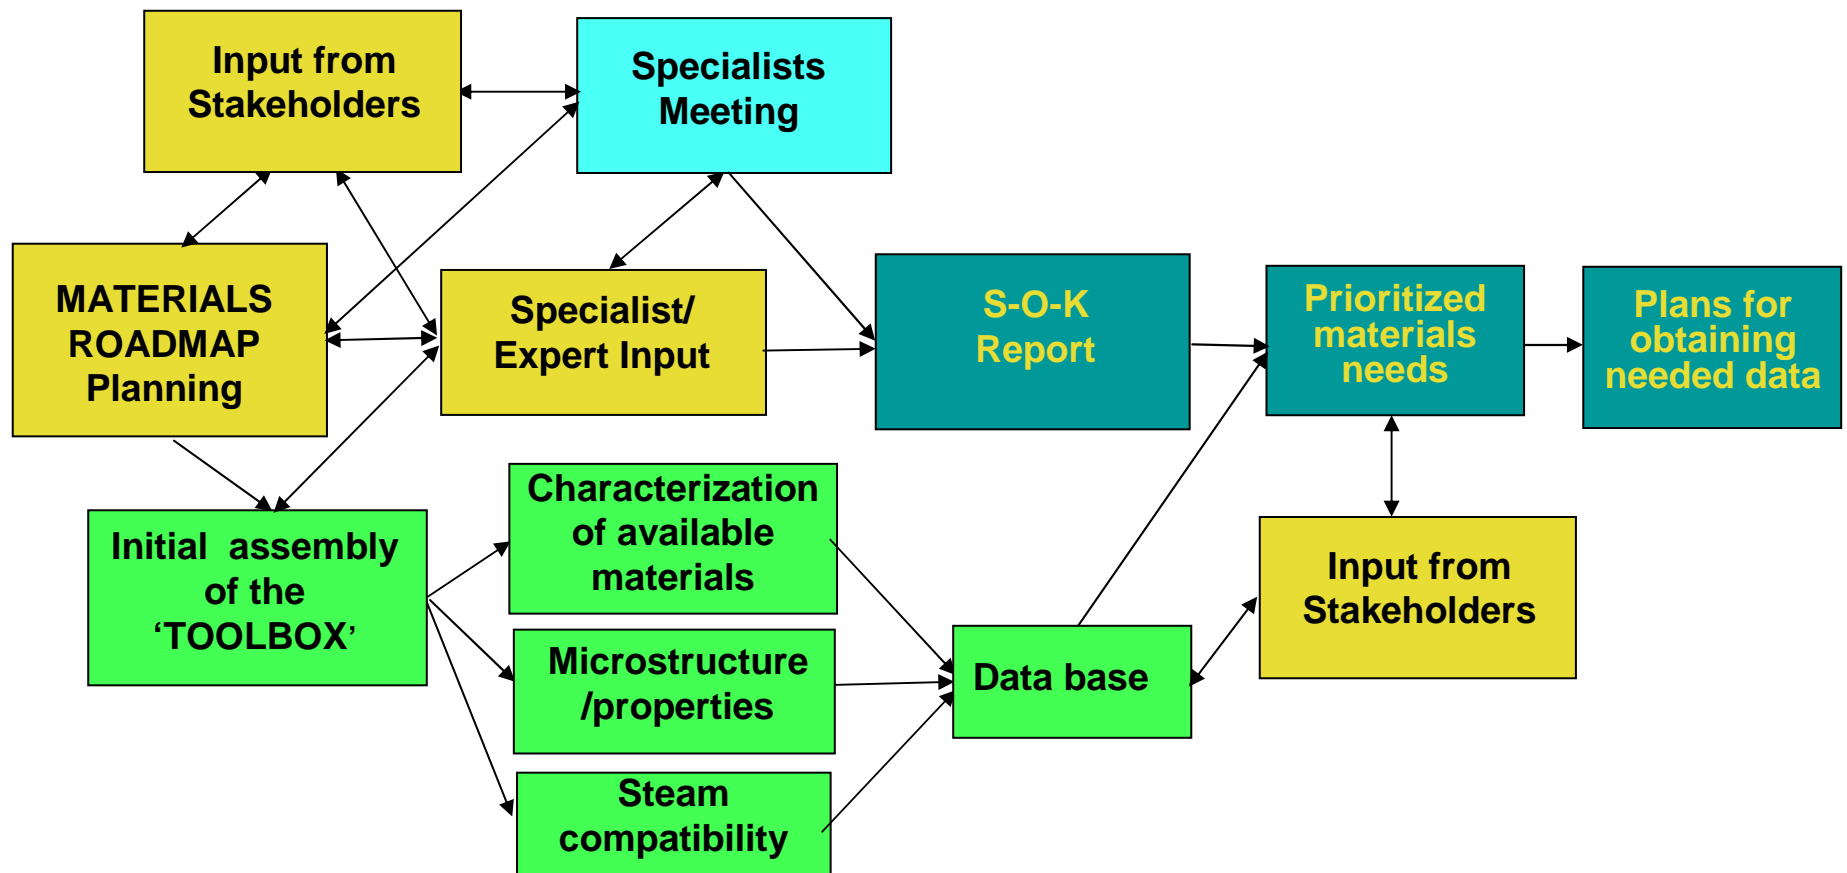 Input from
Stakeholders
Specialists
Meeting
MATERIALS
ROADMAP
Planning
Specialist/
Expert Input
S-O-K
Report
Prioritized
materials
needs
Plans for
obtaining
needed data
Initial  assembly
of the
‘TOOLBOX’
Characterization
of available
materials
Microstructure
/properties
Steam
compatibility
Data base
Input from
Stakeholders